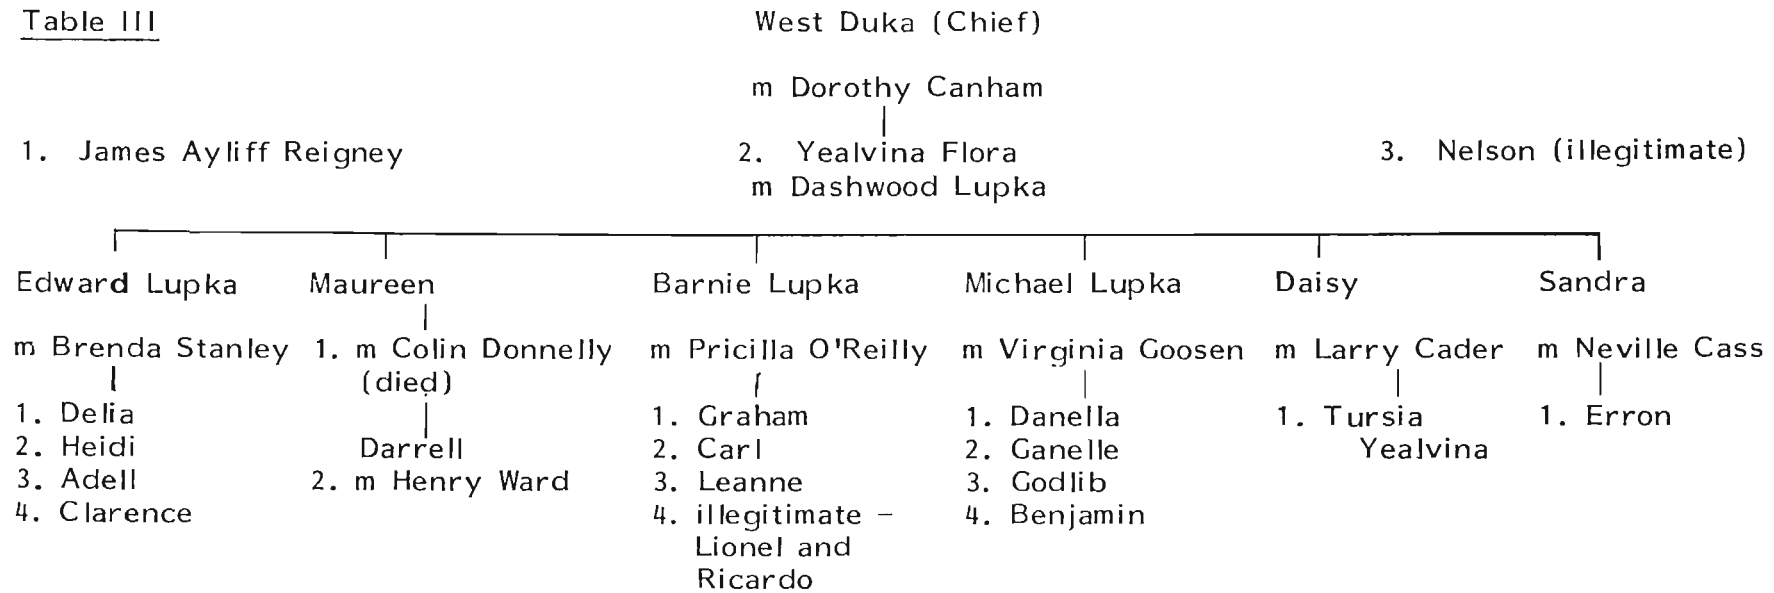 Table III
West Duka (Chief)
m Dorothy Canham
1. James Ayliff Reigney
2. Yealvina Flora
3. Nelson (illegitimate)
m Dashwood Lupka
Edward Lupka
Maureen
Barnie Lupka
Michael Lupka
Daisy
Sandra
m Brenda Stanley
1. m Colin Donnelly
(died)
m Pricilla O'Reilly
m Virginia Goosen
m Larry Cader
m Neville Cass
1. Delia
2. Heidi
3. Adell
4. Clarence
Darrell
2. m Henry Ward
1. Graham
2. Carl
3. Leanne
4. illegitimate –
Lionel and
Ricardo
1. Danella
2. Ganelle
3. Godlib
4. Benjamin
1. Tursia
Yealvina
1. Erron